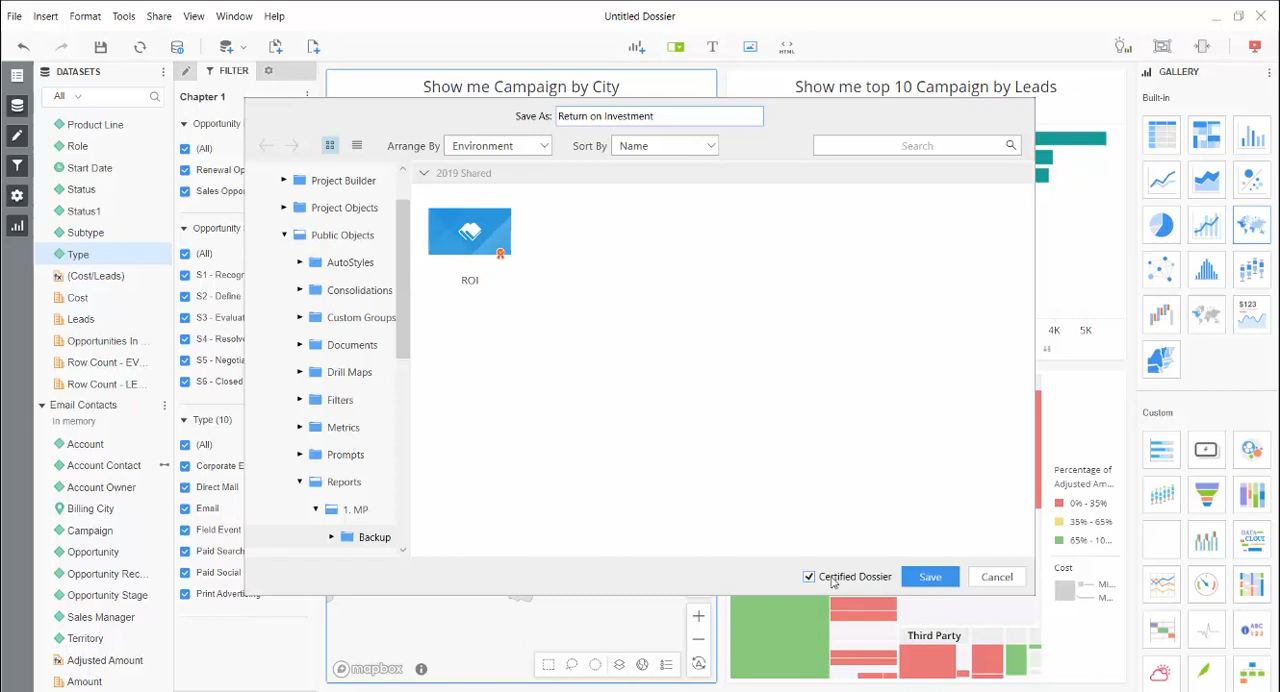 File Insert Format Tools Share View Window Help
Untitled Dossier
HTML
DATASETS
All
Product Line
Role
Start Date
Status
Status1
Subtype
Type
(Cost/Leads)
Cost
Leads
Opportunities In ...
Row Count - EV...
Row Count - LE...
Email Contacts
In memory
Account
Account Contact
Account Owner
Billing City
Campaign
Opportunity
Opportunity Rec...
Opportunity Stage
Sales Manager
Territory
Adjusted Amount
Amount
FILTER
Chapter 1
Opportunity
(All)
Renewal Op
Sales Oppo
Opportunity S
(All)
S1 - Recogn
S2 - Define
S3 - Evaluat
S4 - Resolve
S5 - Negotia
S6 - Closed
Type (10)
(All)
Corporate E
Direct Mail
Email
Field Event
Paid Search
Paid Social
Print Advertising
Show me Campaign by City
Show me top 10 Campaign by Leads
Save As: Return on Investment
Arrange By Environment
Sort By Name
Search
Project Builder
Project Objects
Public Objects
AutoStyles
Consolidations
Custom Groups
Documents
Drill Maps
Filters
Metrics
Prompts
Reports
1. MP
Backup
2019 Shared
ROI
Certified Dossier
Save
Cancel
4K 5K
48
Percentage of
Adjusted Am...
0% - 35%
35% - 65%
65% - 10...
Cost
Mi...
M...
Third Party
mapbox
GALLERY
Built-in
$123
Custom
DATA
CLOUD
ABC
123